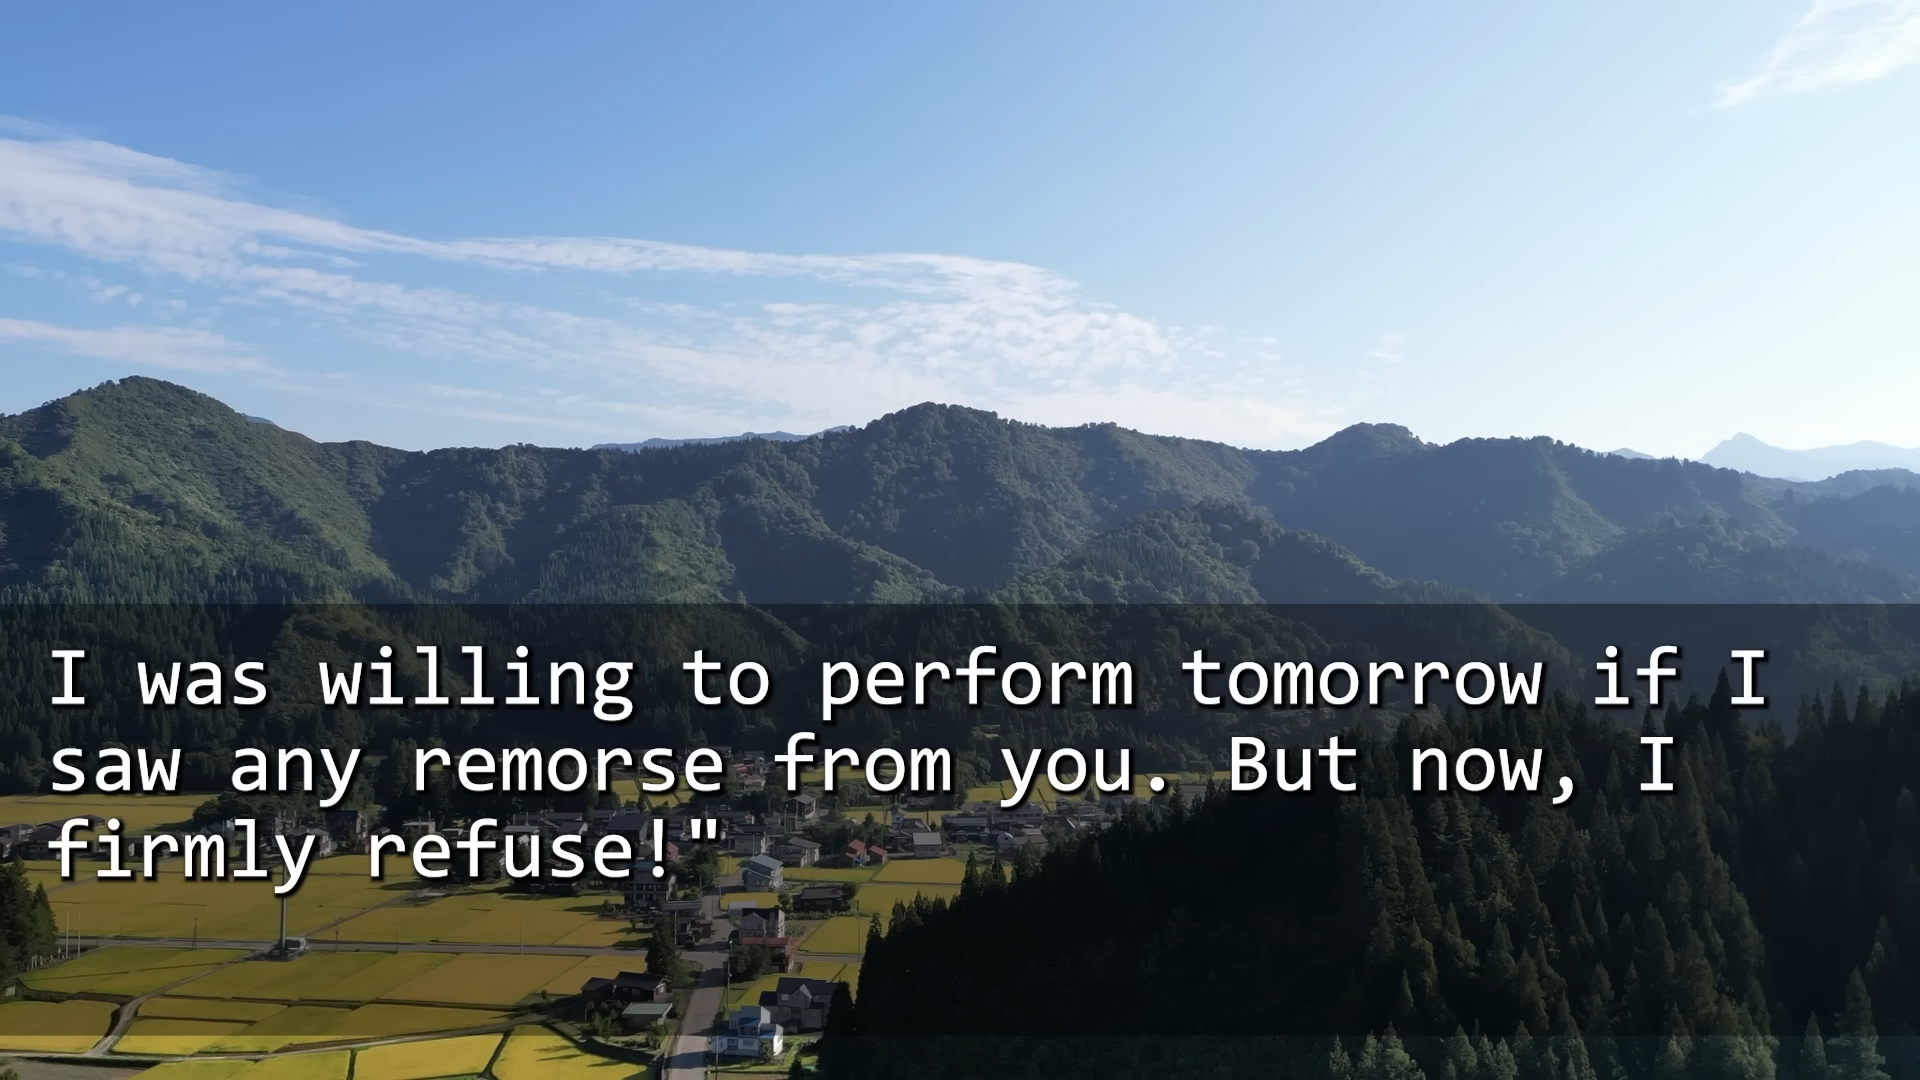 I was willing to perform tomorrow if I
saw any remorse from you. But now, I
firmly refuse!"